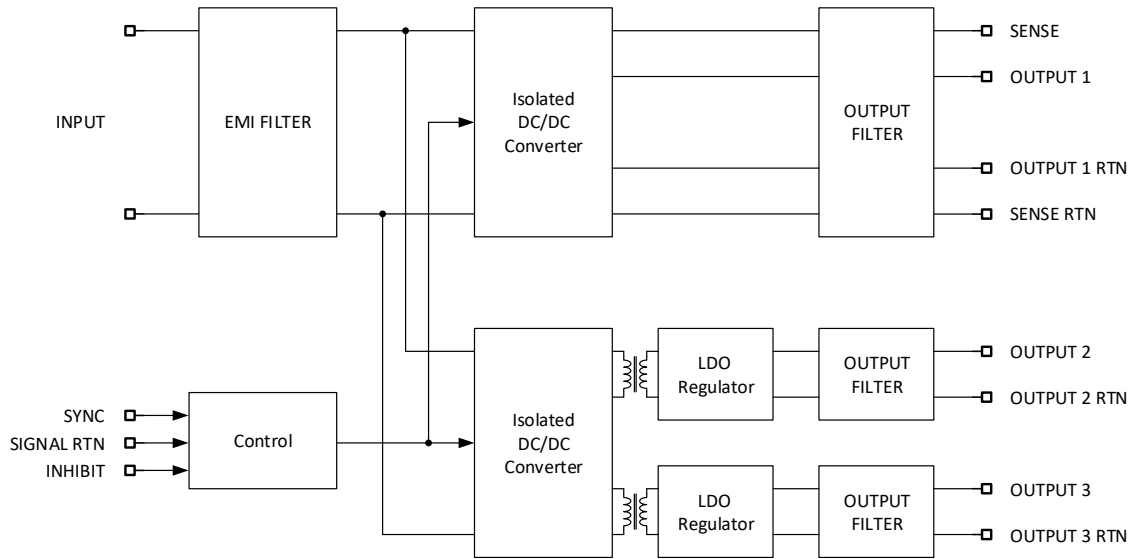 SENSE
OUTPUT 1
INPUT
EMI FILTER
Isolated
DC/DC
Converter
OUTPUT
FILTER
OUTPUT 1 RTN
SENSE RTN
SYNC
SIGNAL RTN
INHIBIT
Control
Isolated
DC/DC
Converter
LDO
Regulator
OUTPUT
FILTER
OUTPUT 2
OUTPUT 2 RTN
LDO
Regulator
OUTPUT
FILTER
OUTPUT 3
OUTPUT 3 RTN